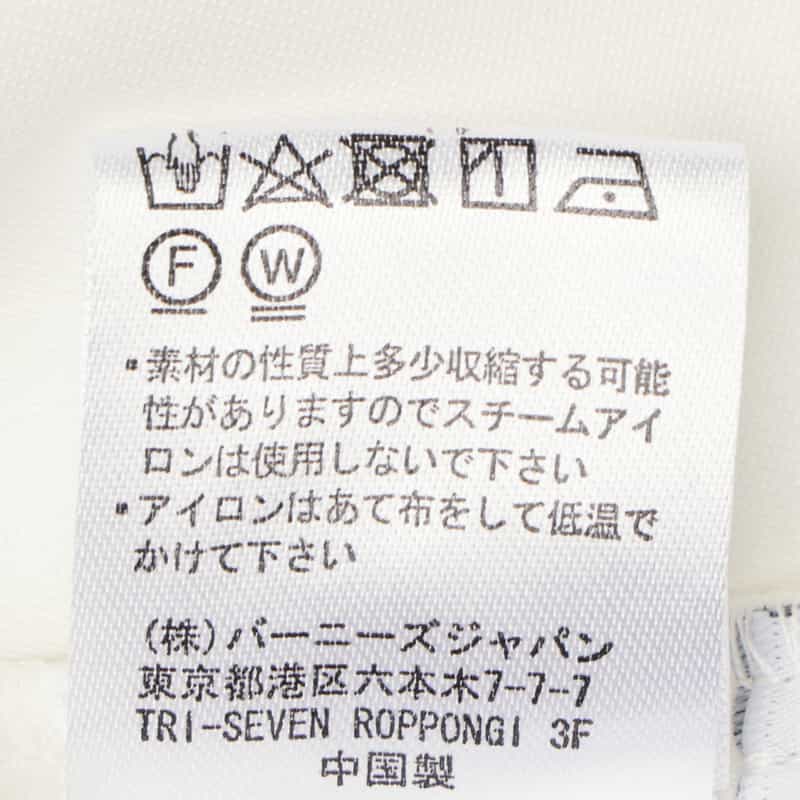 F W
・素材の性質上多少収縮する可能
性がありますのでスチームアイ
ロンは使用しないで下さい
・アイロンはあて布をして低温で
かけて下さい
(株)バーニーズジャパン
東京都港区六本木7-7-7
TRI-SEVEN ROPPONGI 3F
中国製